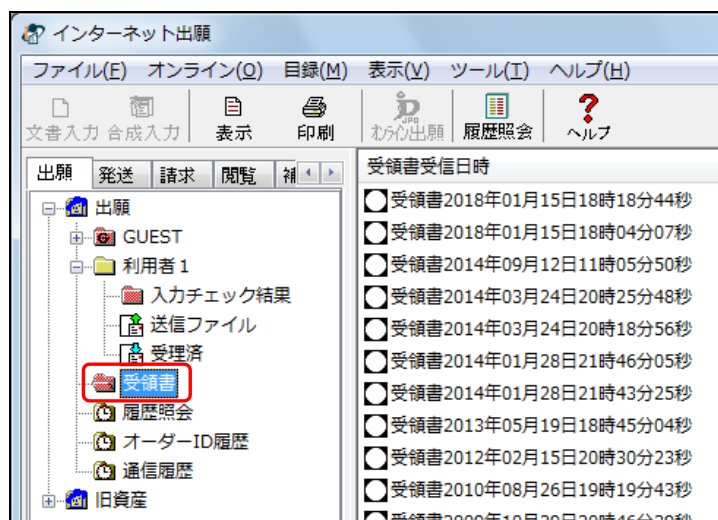 インターネット出願
ファイル(F) オンライン(O) 目録(M) 表示(V) ツール(T) ヘルプ(H)
文書入力 合成入力 表示 印刷 オンライン出願 履歴照会 ヘルプ
出願 発送 請求 閲覧
受領書受信日時
出願
GUEST
利用者1
入力チェック結果
送信ファイル
受理済
受領書
履歴照会
オーダーID履歴
通信履歴
旧資産
受領書2018年01月15日18時18分44秒
受領書2018年01月15日18時04分07秒
受領書2014年09月12日11時05分50秒
受領書2014年03月24日20時25分48秒
受領書2014年03月24日20時18分56秒
受領書2014年01月28日21時46分05秒
受領書2014年01月28日21時43分25秒
受領書2013年05月19日18時45分04秒
受領書2012年02月15日20時30分23秒
受領書2010年08月26日19時19分43秒